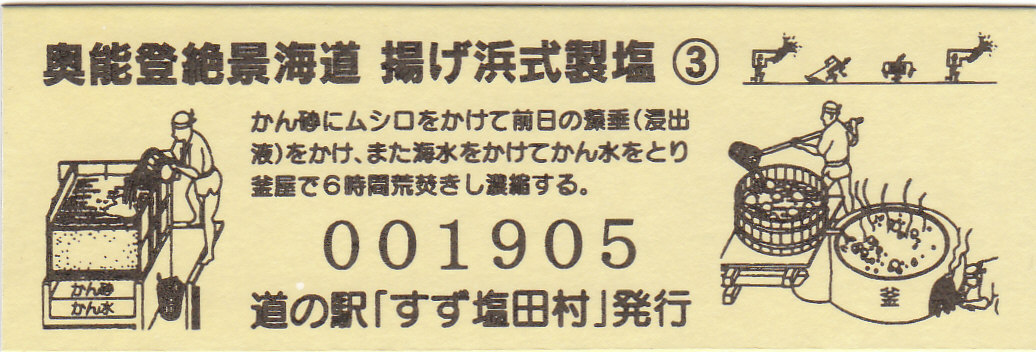 奥能登絶景海道 揚げ浜式製塩 ③
かん砂にムシロをかけて前日の藻垂(浸出
液)をかけ、また海水をかけてかん水をとり
釜屋で6時間荒焚きし濃縮する。
001905
道の駅「すず塩田村」発行
かん砂
かん水
釜